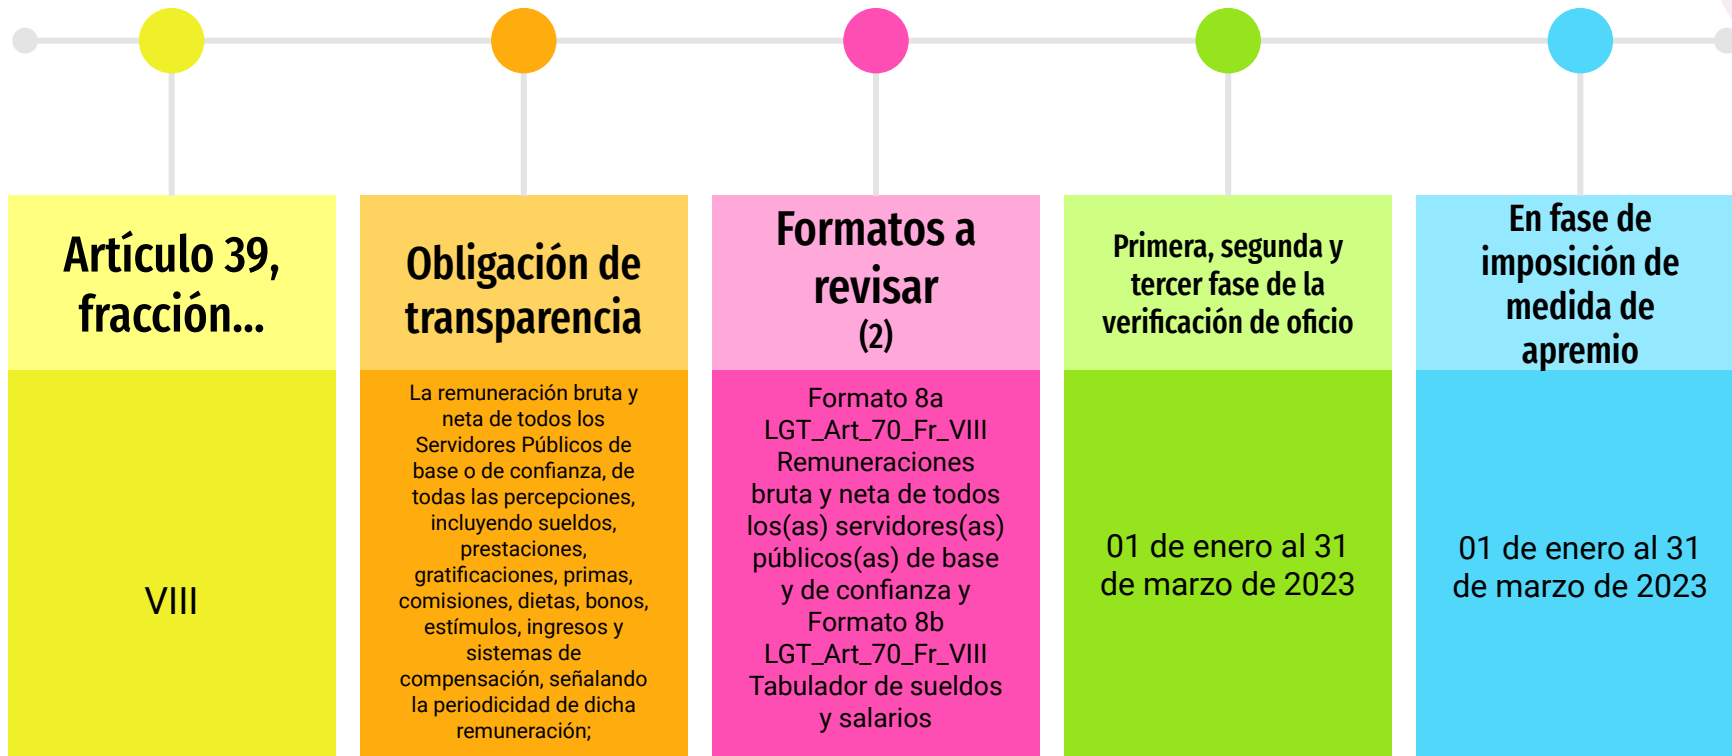 Artículo 39,
fracción...
VIII
Obligación de
transparencia
La remuneración bruta y
neta de todos los
Servidores Públicos de
base o de confianza, de
todas las percepciones,
incluyendo sueldos,
prestaciones,
gratificaciones, primas,
comisiones, dietas, bonos,
estímulos, ingresos y
sistemas de
compensación, señalando
la periodicidad de dicha
remuneración;
Formatos a
revisar
(2)
Formato 8a
LGT_Art_70_Fr_VIII
Remuneraciones
bruta y neta de todos
los(as) servidores(as)
públicos(as) de base
y de confianza y
Formato 8b
LGT_Art_70_Fr_VIII
Tabulador de sueldos
y salarios
Primera, segunda y
tercer fase de la
verificación de oficio
01 de enero al 31
de marzo de 2023
En fase de
imposición de
medida de
apremio
01 de enero al 31
de marzo de 2023